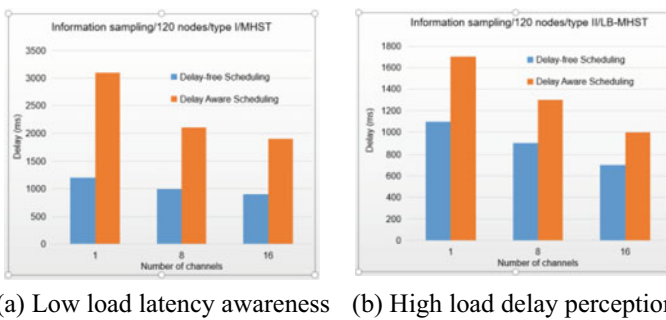 Information sampling/120 nodes/type I/MHST
3500
3000
2500
2000
1500
1000
500
0
Delay (ms)
Delay-free Scheduling
Delay Aware Scheduling
1 8 16
Number of channels
(a) Low load latency awareness
Information sampling/120 nodes/type II/LB-MHST
1800
1600
1400
1200
1000
800
600
400
200
0
Delay (ms)
Delay-free Scheduling
Delay Aware Scheduling
1 8 16
Number of channels
(b) High load delay perception